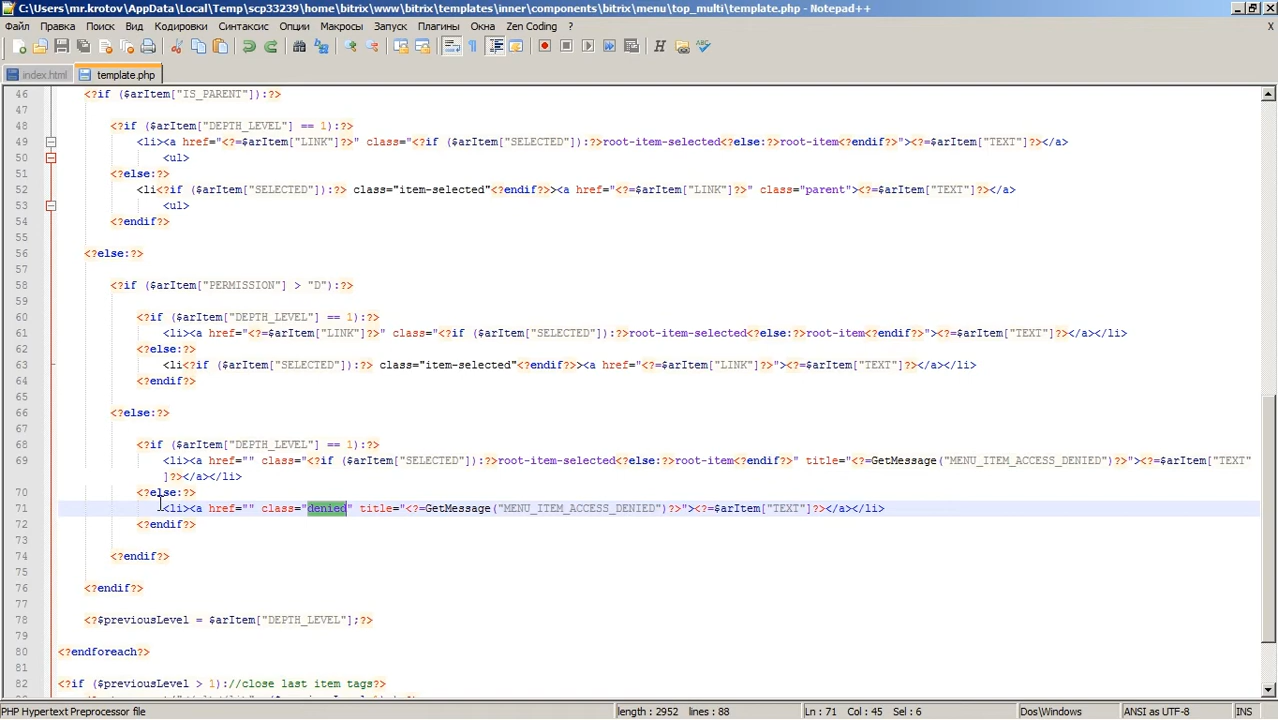 C:\Users\mr.krotov\AppData\Local\Temp\scp33239\home\bitrix\www\bitrix\templates\inner\components\bitrix\menu\top_multi\template.php - Notepad++
Файл Правка Поиск Вид Кодировки Синтаксис Опции Макросы Запуск Плагины Окна Zen Coding ? X
index.html template.php
46 <?if ($arItem["IS_PARENT"]):?>
47
48 <?if ($arItem["DEPTH_LEVEL"] == 1):?>
49 <li><a href="<?=$arItem["LINK"]?>" class="<?if ($arItem["SELECTED"]):?>root-item-selected<?else:?>root-item<?endif?>"><?=$arItem["TEXT"]?></a>
50 <ul>
51 <?else:?>
52 <li<?if ($arItem["SELECTED"]):?> class="item-selected"<?endif?>><a href="<?=$arItem["LINK"]?>" class="parent"><?=$arItem["TEXT"]?></a>
53 <ul>
54 <?endif?>
55
56 <?else:?>
57
58 <?if ($arItem["PERMISSION"] > "D"):?>
59
60 <?if ($arItem["DEPTH_LEVEL"] == 1):?>
61 <li><a href="<?=$arItem["LINK"]?>" class="<?if ($arItem["SELECTED"]):?>root-item-selected<?else:?>root-item<?endif?>"><?=$arItem["TEXT"]?></a></li>
62 <?else:?>
63 <li<?if ($arItem["SELECTED"]):?> class="item-selected"<?endif?>><a href="<?=$arItem["LINK"]?>"><?=$arItem["TEXT"]?></a></li>
64 <?endif?>
65
66 <?else:?>
67
68 <?if ($arItem["DEPTH_LEVEL"] == 1):?>
69 <li><a href="" class="<?if ($arItem["SELECTED"]):?>root-item-selected<?else:?>root-item<?endif?>" title="<?=GetMessage("MENU_ITEM_ACCESS_DENIED")?>"><?=$arItem["TEXT"
]?></a></li>
70 <?else:?>
71 <li><a href="" class="denied" title="<?=GetMessage("MENU_ITEM_ACCESS_DENIED")?>"><?=$arItem["TEXT"]?></a></li>
72 <?endif?>
73
74 <?endif?>
75
76 <?endif?>
77
78 <?$previousLevel = $arItem["DEPTH_LEVEL"];?>
79
80 <?endforeach?>
81
82 <?if ($previousLevel > 1)://close last item tags?>
PHP Hypertext Preprocessor file length : 2952 lines : 88 Ln : 71 Col : 45 Sel : 6 Dos\Windows ANSI as UTF-8 INS